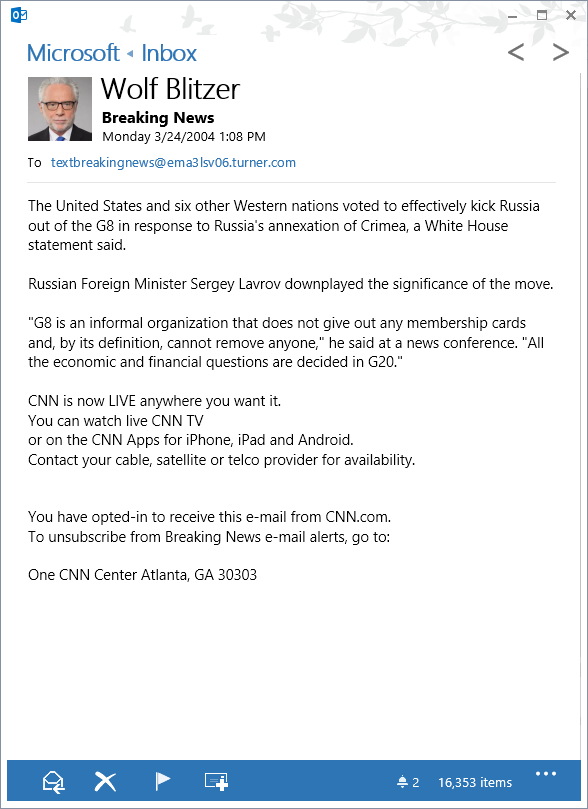 Microsoft Inbox
Wolf Blitzer
Breaking News
Monday 3/24/2004 1:08 PM
To textbreakingnews@ema3lsv06.turner.com
The United States and six other Western nations voted to effectively kick Russia
out of the G8 in response to Russia's annexation of Crimea, a White House
statement said.
Russian Foreign Minister Sergey Lavrov downplayed the significance of the move.
"G8 is an informal organization that does not give out any membership cards
and, by its definition, cannot remove anyone," he said at a news conference. "All
the economic and financial questions are decided in G20."
CNN is now LIVE anywhere you want it.
You can watch live CNN TV
or on the CNN Apps for iPhone, iPad and Android.
Contact your cable, satellite or telco provider for availability.
You have opted-in to receive this e-mail from CNN.com.
To unsubscribe from Breaking News e-mail alerts, go to:
One CNN Center Atlanta, GA 30303
2 16,353 items